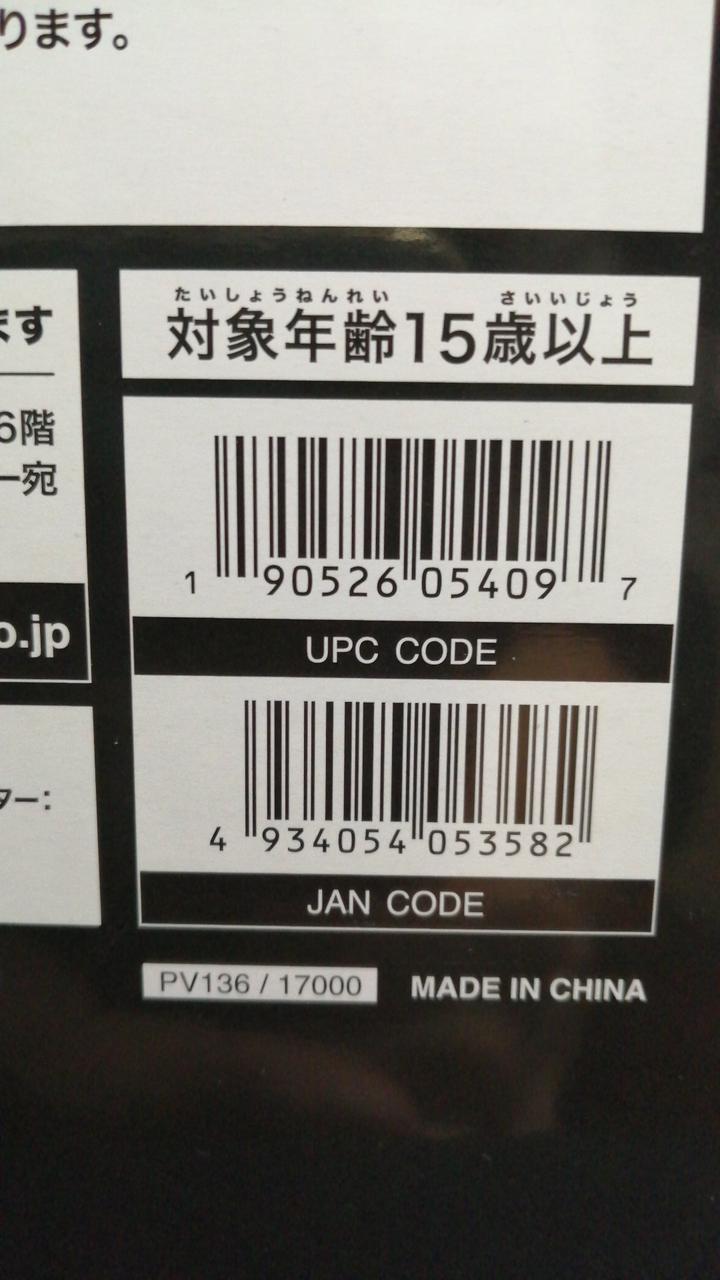 ります。
ます
6階
ー宛
o.jp
ター:
たいしょうねんれい さいいじょう
対象年齢15歳以上
1 90526 05409 7
UPC CODE
4 934054 053582
JAN CODE
PV136 / 17000 MADE IN CHINA